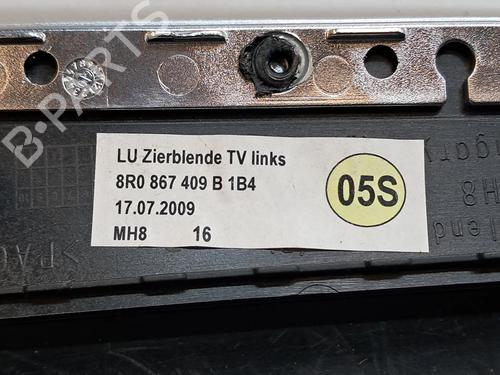 B-PARTS
LU Zierblende TV links
8R0 867 409 B 1B4
17.07.2009
MH8 16
05S